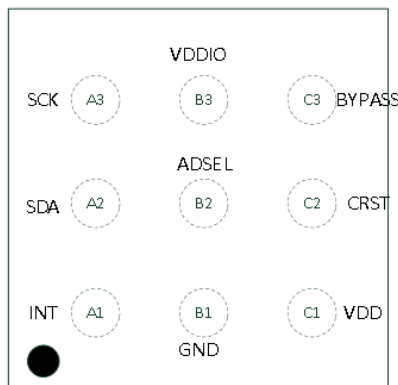 VDDIO
SCK A3 B3 C3 BYPASS
ADSEL
SDA A2 B2 C2 CRST
INT A1 B1 C1 VDD
GND